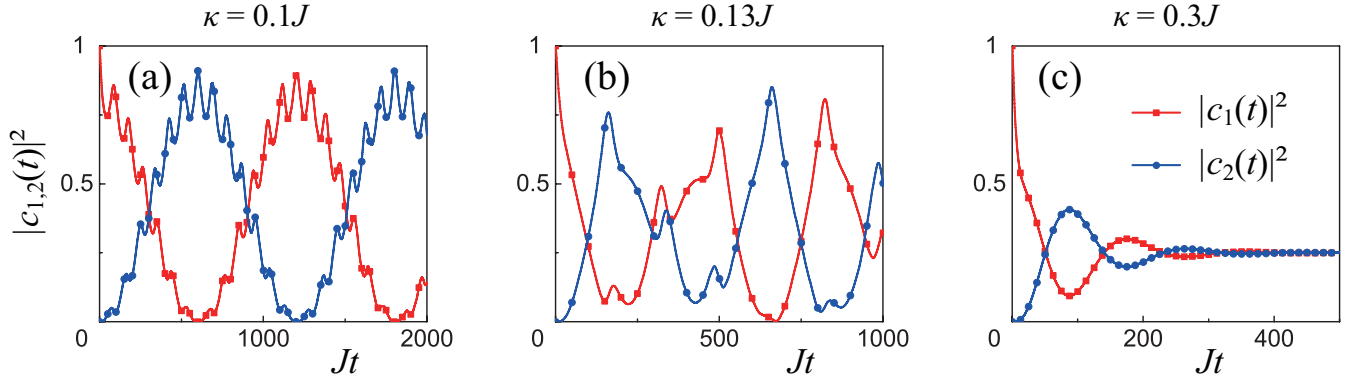 κ = 0.1J κ = 0.13J κ = 0.3J
|c₁,₂(t)|²
1 0.5 0 1000 2000
(a)
Jt
1 0.5 0 500 1000
(b)
Jt
1 0.5 0 200 400
(c)
|c₁(t)|²
|c₂(t)|²
Jt